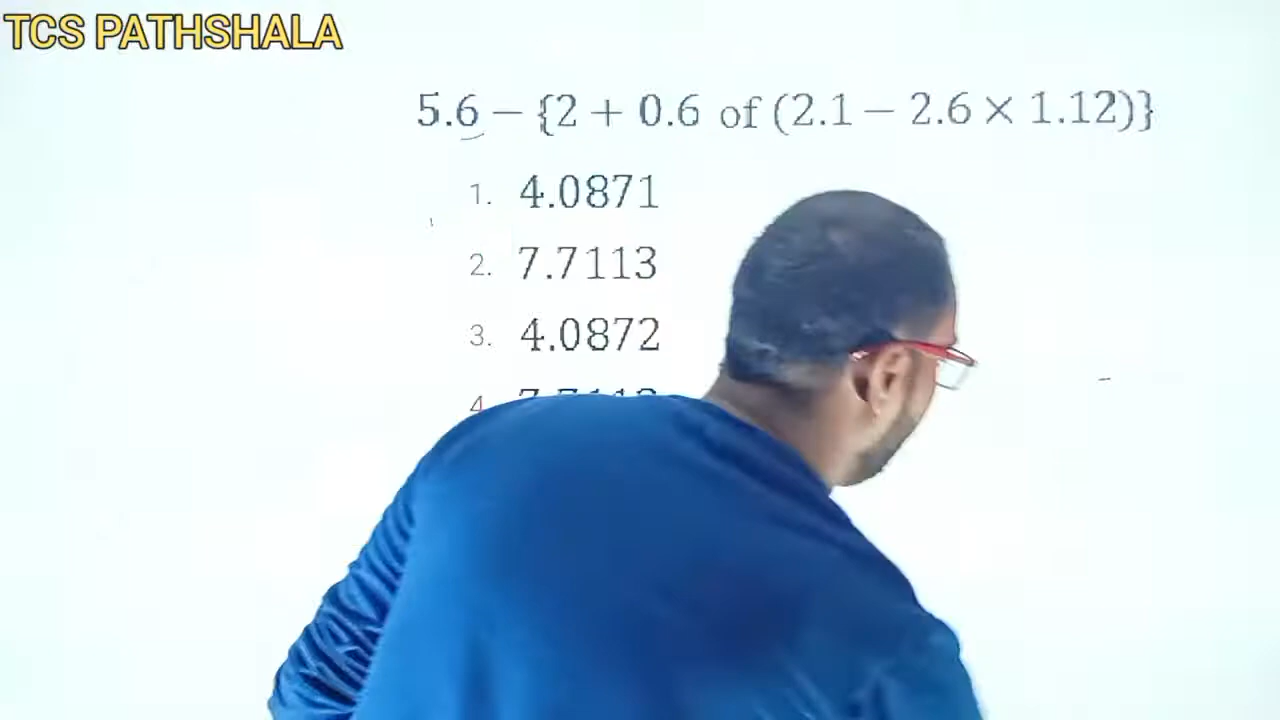 TCS PATHSHALA
5.6 − {2 + 0.6 of (2.1 − 2.6 × 1.12)}
1. 4.0871
2. 7.7113
3. 4.0872
4.